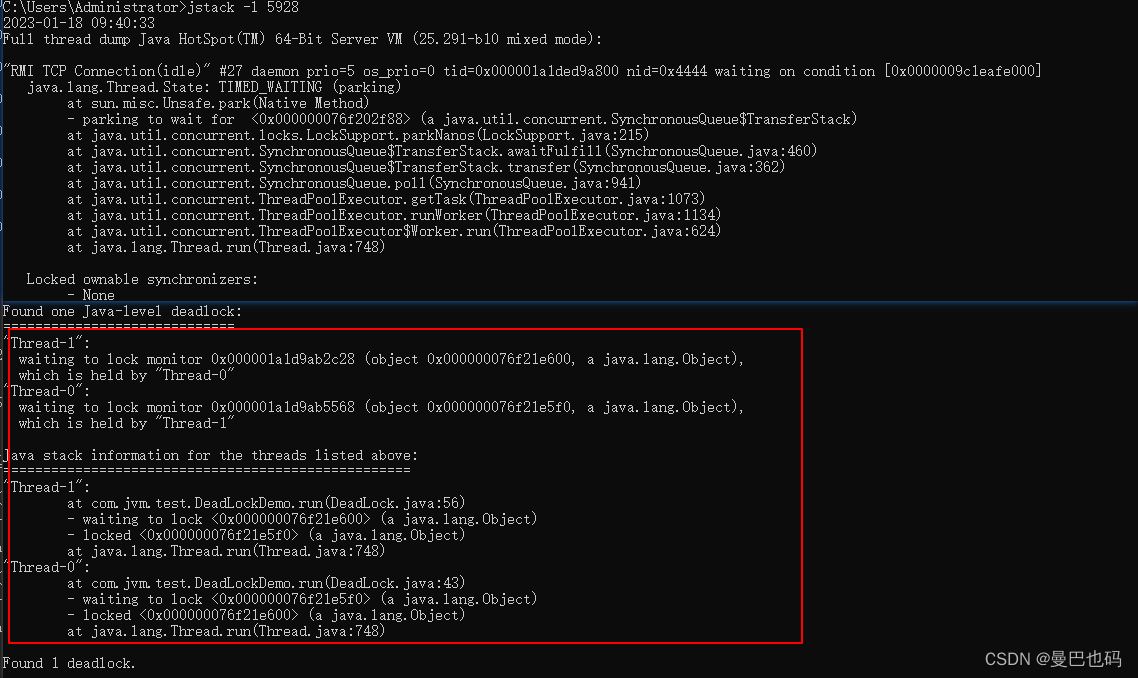 C:\Users\Administrator>jstack -l 5928
2023-01-18 09:40:33
Full thread dump Java HotSpot(TM) 64-Bit Server VM (25.291-b10 mixed mode):
"RMI TCP Connection(idle)" #27 daemon prio=5 os_prio=0 tid=0x000001a1ded9a800 nid=0x4444 waiting on condition [0x0000009c1eafe000]
java.lang.Thread.State: TIMED_WAITING (parking)
at sun.misc.Unsafe.park(Native Method)
- parking to wait for  <0x000000076f202f88> (a java.util.concurrent.SynchronousQueue$TransferStack)
at java.util.concurrent.locks.LockSupport.parkNanos(LockSupport.java:215)
at java.util.concurrent.SynchronousQueue$TransferStack.awaitFulfill(SynchronousQueue.java:460)
at java.util.concurrent.SynchronousQueue$TransferStack.transfer(SynchronousQueue.java:362)
at java.util.concurrent.SynchronousQueue.poll(SynchronousQueue.java:941)
at java.util.concurrent.ThreadPoolExecutor.getTask(ThreadPoolExecutor.java:1073)
at java.util.concurrent.ThreadPoolExecutor.runWorker(ThreadPoolExecutor.java:1134)
at java.util.concurrent.ThreadPoolExecutor$Worker.run(ThreadPoolExecutor.java:624)
at java.lang.Thread.run(Thread.java:748)
Locked ownable synchronizers:
- None
Found one Java-level deadlock:
=============================
"Thread-1":
waiting to lock monitor 0x000001a1d9ab2c28 (object 0x000000076f21e600, a java.lang.Object),
which is held by "Thread-0"
"Thread-0":
waiting to lock monitor 0x000001a1d9ab5568 (object 0x000000076f21e5f0, a java.lang.Object),
which is held by "Thread-1"
Java stack information for the threads listed above:
===================================================
"Thread-1":
at com.jvm.test.DeadLockDemo.run(DeadLock.java:56)
- waiting to lock <0x000000076f21e600> (a java.lang.Object)
- locked <0x000000076f21e5f0> (a java.lang.Object)
at java.lang.Thread.run(Thread.java:748)
"Thread-0":
at com.jvm.test.DeadLockDemo.run(DeadLock.java:43)
- waiting to lock <0x000000076f21e5f0> (a java.lang.Object)
- locked <0x000000076f21e600> (a java.lang.Object)
at java.lang.Thread.run(Thread.java:748)
Found 1 deadlock.
CSDN @曼巴也码